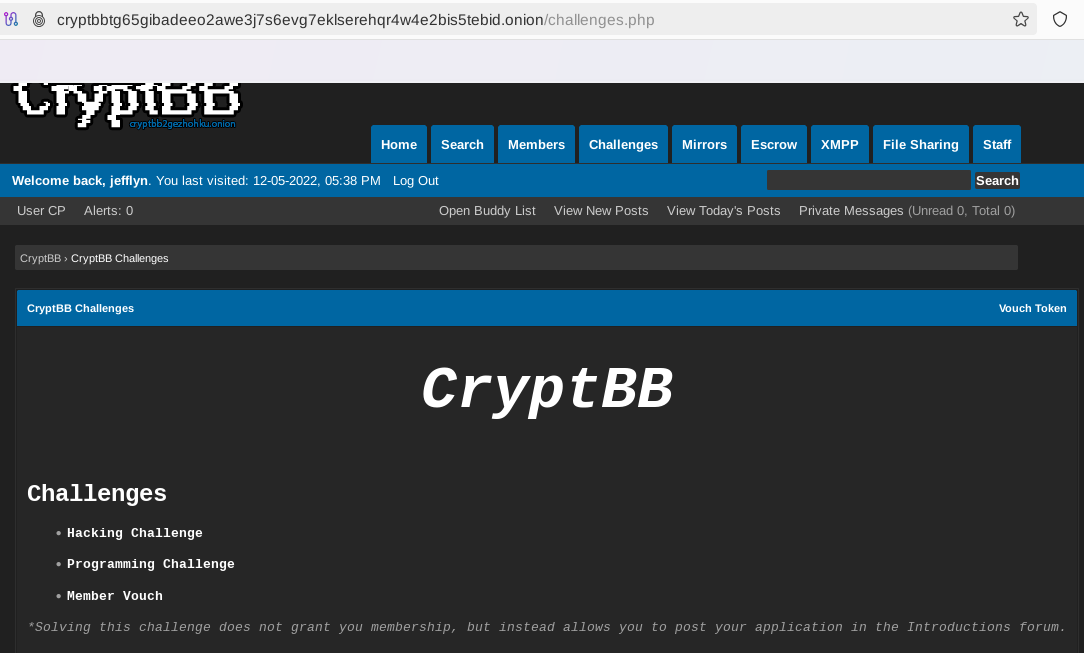 cryptbbtg65gibadeeo2awe3j7s6evg7eklserehqr4w4e2bis5tebid.onion/challenges.php
CryptBB
cryptbb2gezhohku.onion
Home Search Members Challenges Mirrors Escrow XMPP File Sharing Staff
Welcome back, jefflyn. You last visited: 12-05-2022, 05:38 PM Log Out Search
User CP Alerts: 0 Open Buddy List View New Posts View Today's Posts Private Messages (Unread 0, Total 0)
CryptBB › CryptBB Challenges
CryptBB Challenges Vouch Token
CryptBB
Challenges
• Hacking Challenge
• Programming Challenge
• Member Vouch
*Solving this challenge does not grant you membership, but instead allows you to post your application in the Introductions forum.